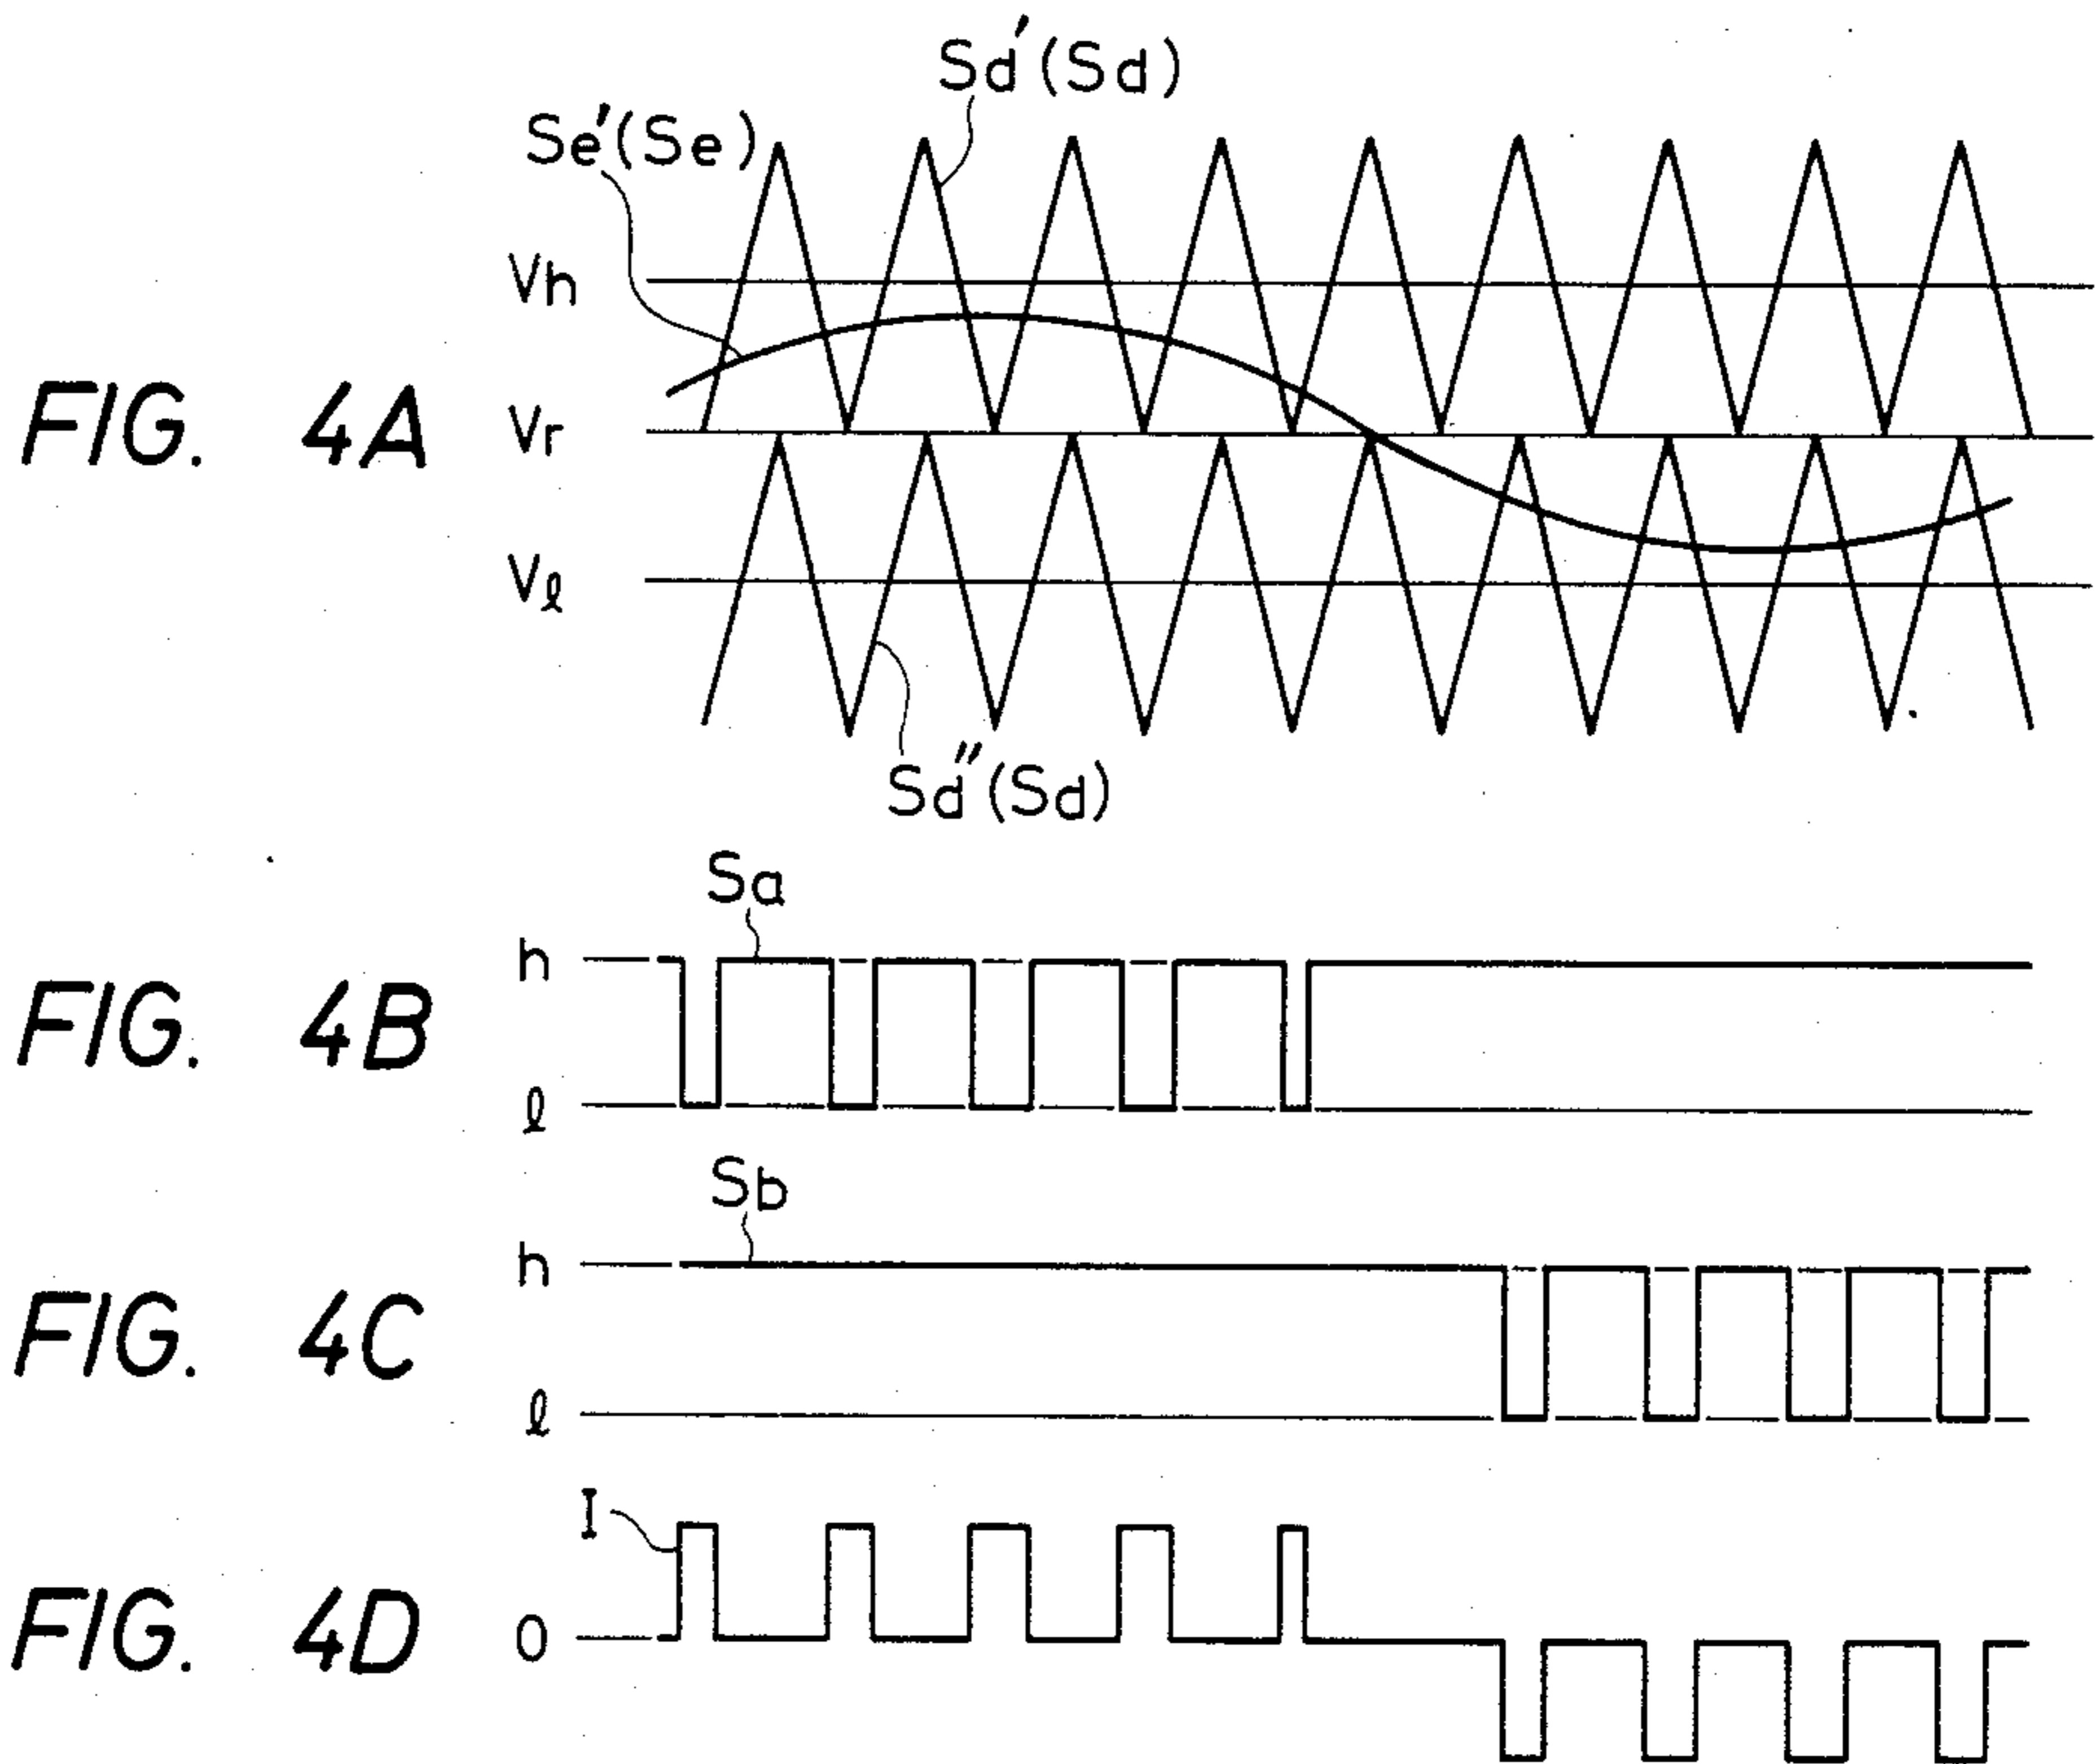 Sd′(Sd)
Se′(Se)
Vh
FIG. 4A
Vr
Vℓ
Sd″(Sd)
Sa
h
FIG. 4B
ℓ
Sb
h
FIG. 4C
ℓ
I
FIG. 4D
0